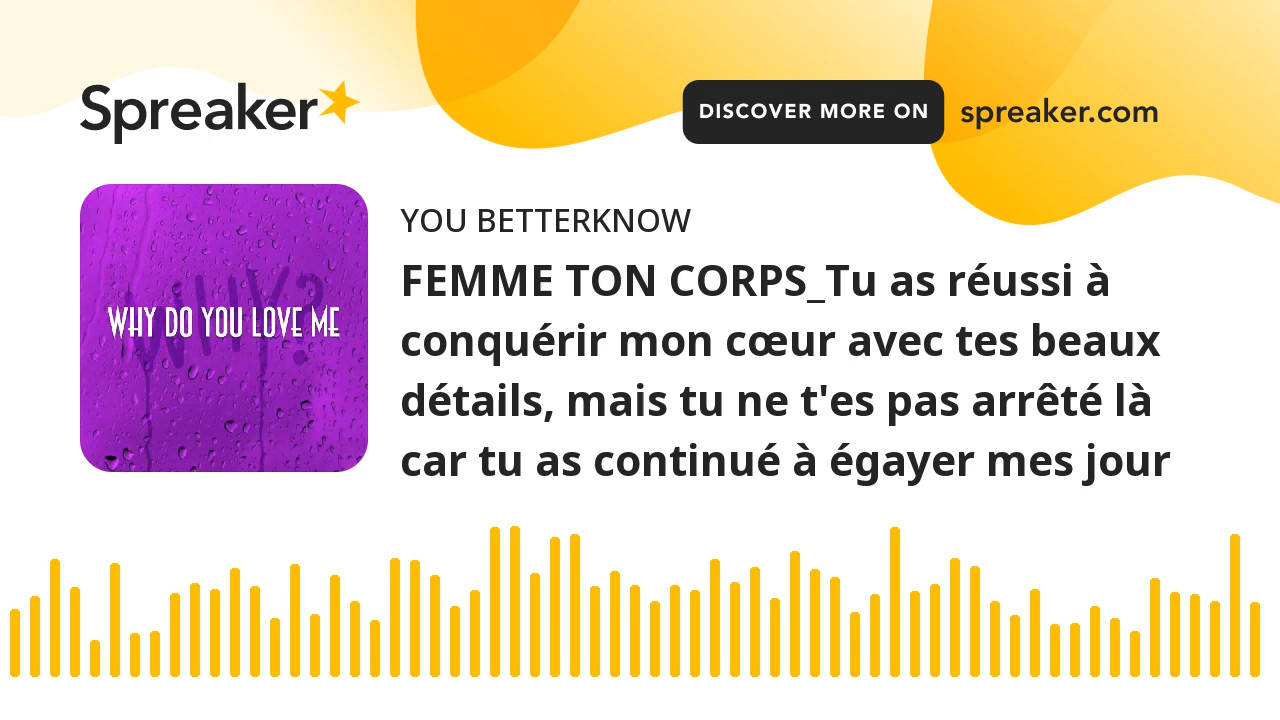 Spreaker
DISCOVER MORE ON
spreaker.com
WHY?
WHY DO YOU LOVE ME
YOU BETTERKNOW
FEMME TON CORPS_Tu as réussi à
conquérir mon cœur avec tes beaux
détails, mais tu ne t'es pas arrêté là
car tu as continué à égayer mes jour